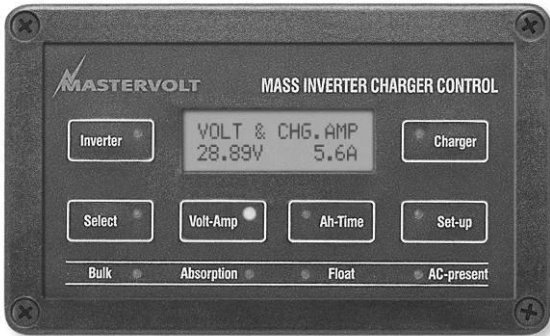 MASTERVOLT MASS INVERTER CHARGER CONTROL
Inverter VOLT & CHG.AMP Charger
28.89V 5.6A
Select Volt-Amp Ah-Time Set-up
Bulk Absorption Float AC-present